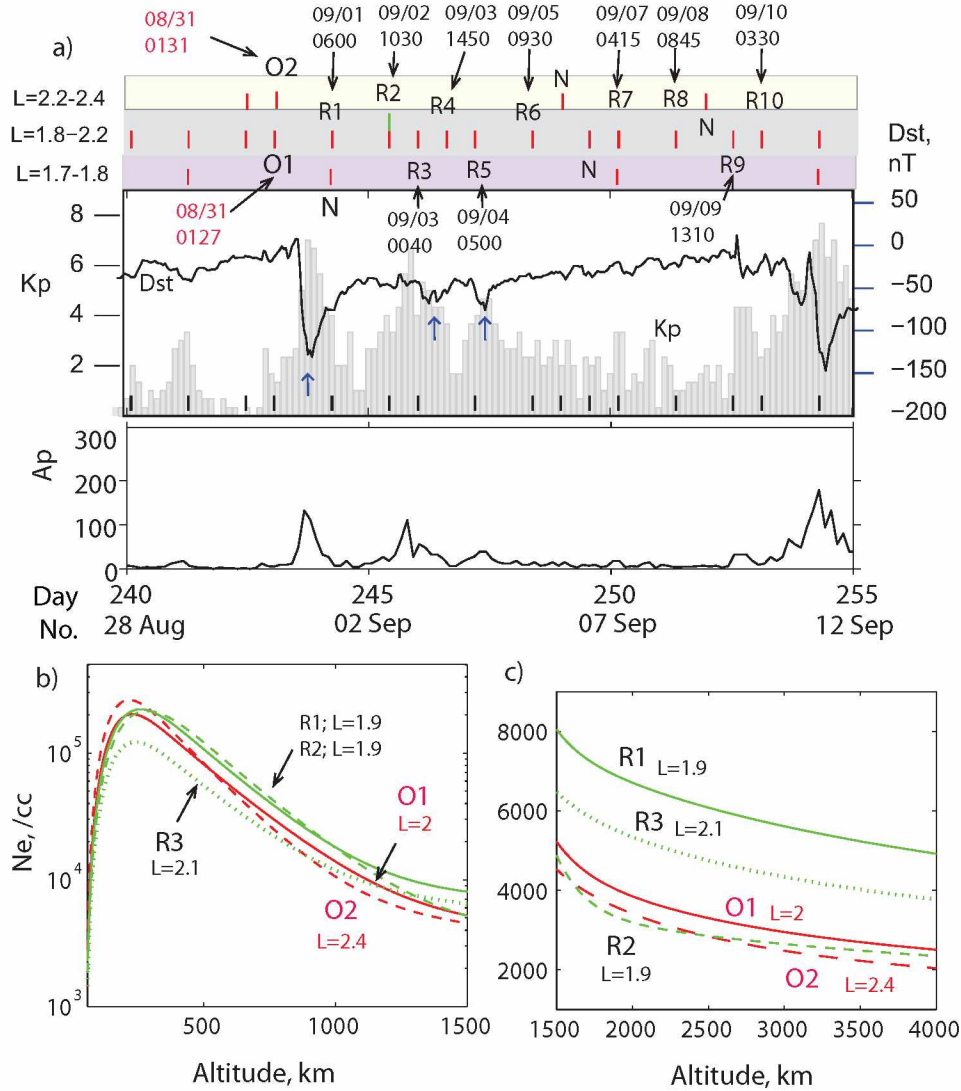 a)
08/31
0131
O2
09/01
0600
09/02
1030
09/03
1450
09/05
0930
09/07
0415
09/08
0845
09/10
0330
L=2.2-2.4
R1
R2
R4
R6
N
R7
R8
R10
L=1.8-2.2
N
Dst,
nT
L=1.7-1.8
O1
R3
R5
N
R9
08/31
0127
N
09/03
0040
09/04
0500
09/09
1310
Kp
8
6
4
2
Dst
Kp
50
0
-50
-100
-150
-200
Ap
300
200
100
0
240
245
250
255
Day
No.
28 Aug
02 Sep
07 Sep
12 Sep
b)
Ne, /cc
10^5
10^4
10^3
R1; L=1.9
R2; L=1.9
O1
L=2
R3
L=2.1
O2
L=2.4
500
1000
1500
Altitude, km
c)
8000
6000
4000
2000
R1 L=1.9
R3 L=2.1
O1 L=2
R2
L=1.9
O2 L=2.4
1500
2000
2500
3000
3500
4000
Altitude, km